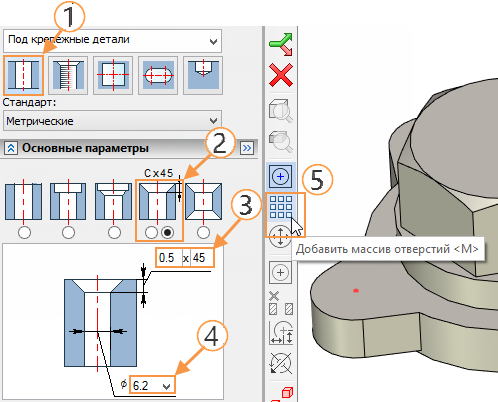 1
Под крепежные детали
Стандарт:
Метрические
2
Основные параметры
C x 45
5
3
Добавить массив отверстий <M>
0.5 x 45
4
ϕ 6.2